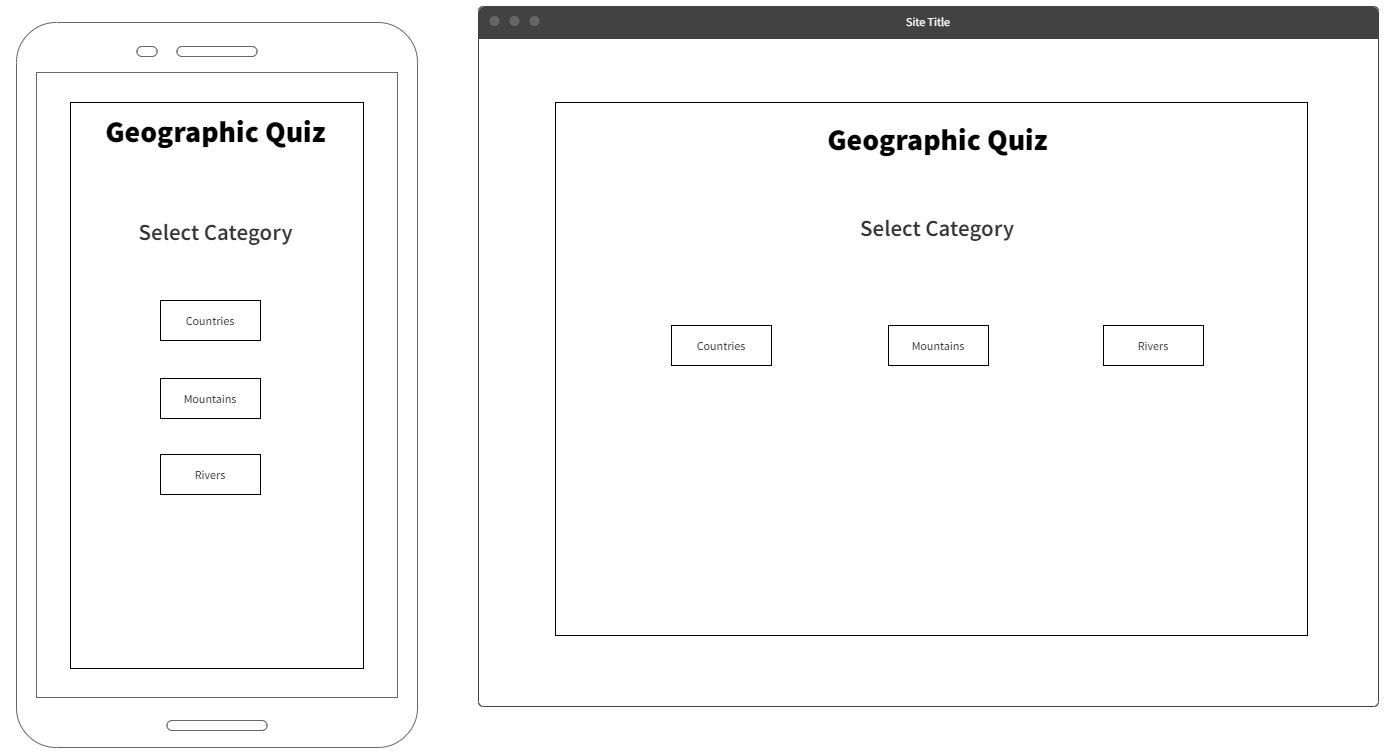 Geographic Quiz
Select Category
Countries
Mountains
Rivers
Site Title
Geographic Quiz
Select Category
Countries Mountains Rivers